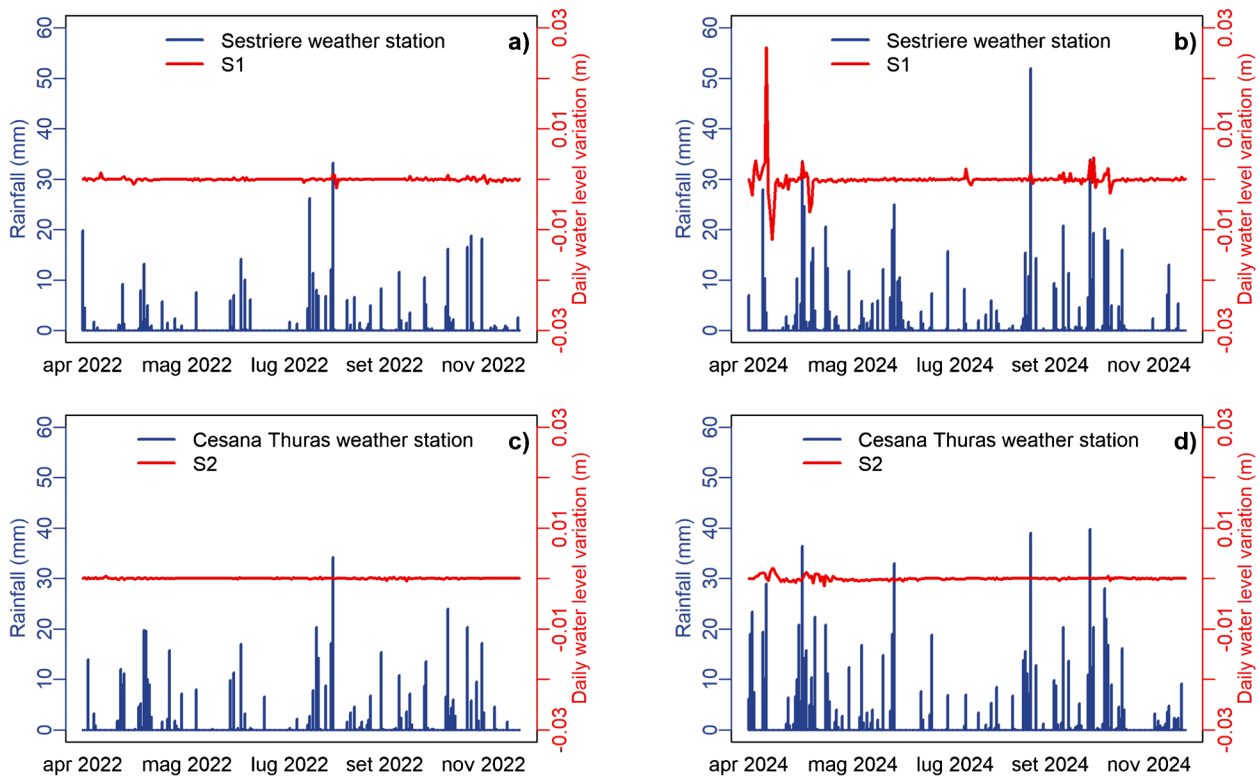 Sestriere weather station
S1
a)
Rainfall (mm)
0 10 20 30 40 50 60
Daily water level variation (m)
-0.03 -0.01 0.01 0.03
apr 2022 mag 2022 lug 2022 set 2022 nov 2022
Sestriere weather station
S1
b)
Rainfall (mm)
0 10 20 30 40 50 60
Daily water level variation (m)
-0.03 -0.01 0.01 0.03
apr 2024 mag 2024 lug 2024 set 2024 nov 2024
Cesana Thuras weather station
S2
c)
Rainfall (mm)
0 10 20 30 40 50 60
Daily water level variation (m)
-0.03 -0.01 0.01 0.03
apr 2022 mag 2022 lug 2022 set 2022 nov 2022
Cesana Thuras weather station
S2
d)
Rainfall (mm)
0 10 20 30 40 50 60
Daily water level variation (m)
-0.03 -0.01 0.01 0.03
apr 2024 mag 2024 lug 2024 set 2024 nov 2024